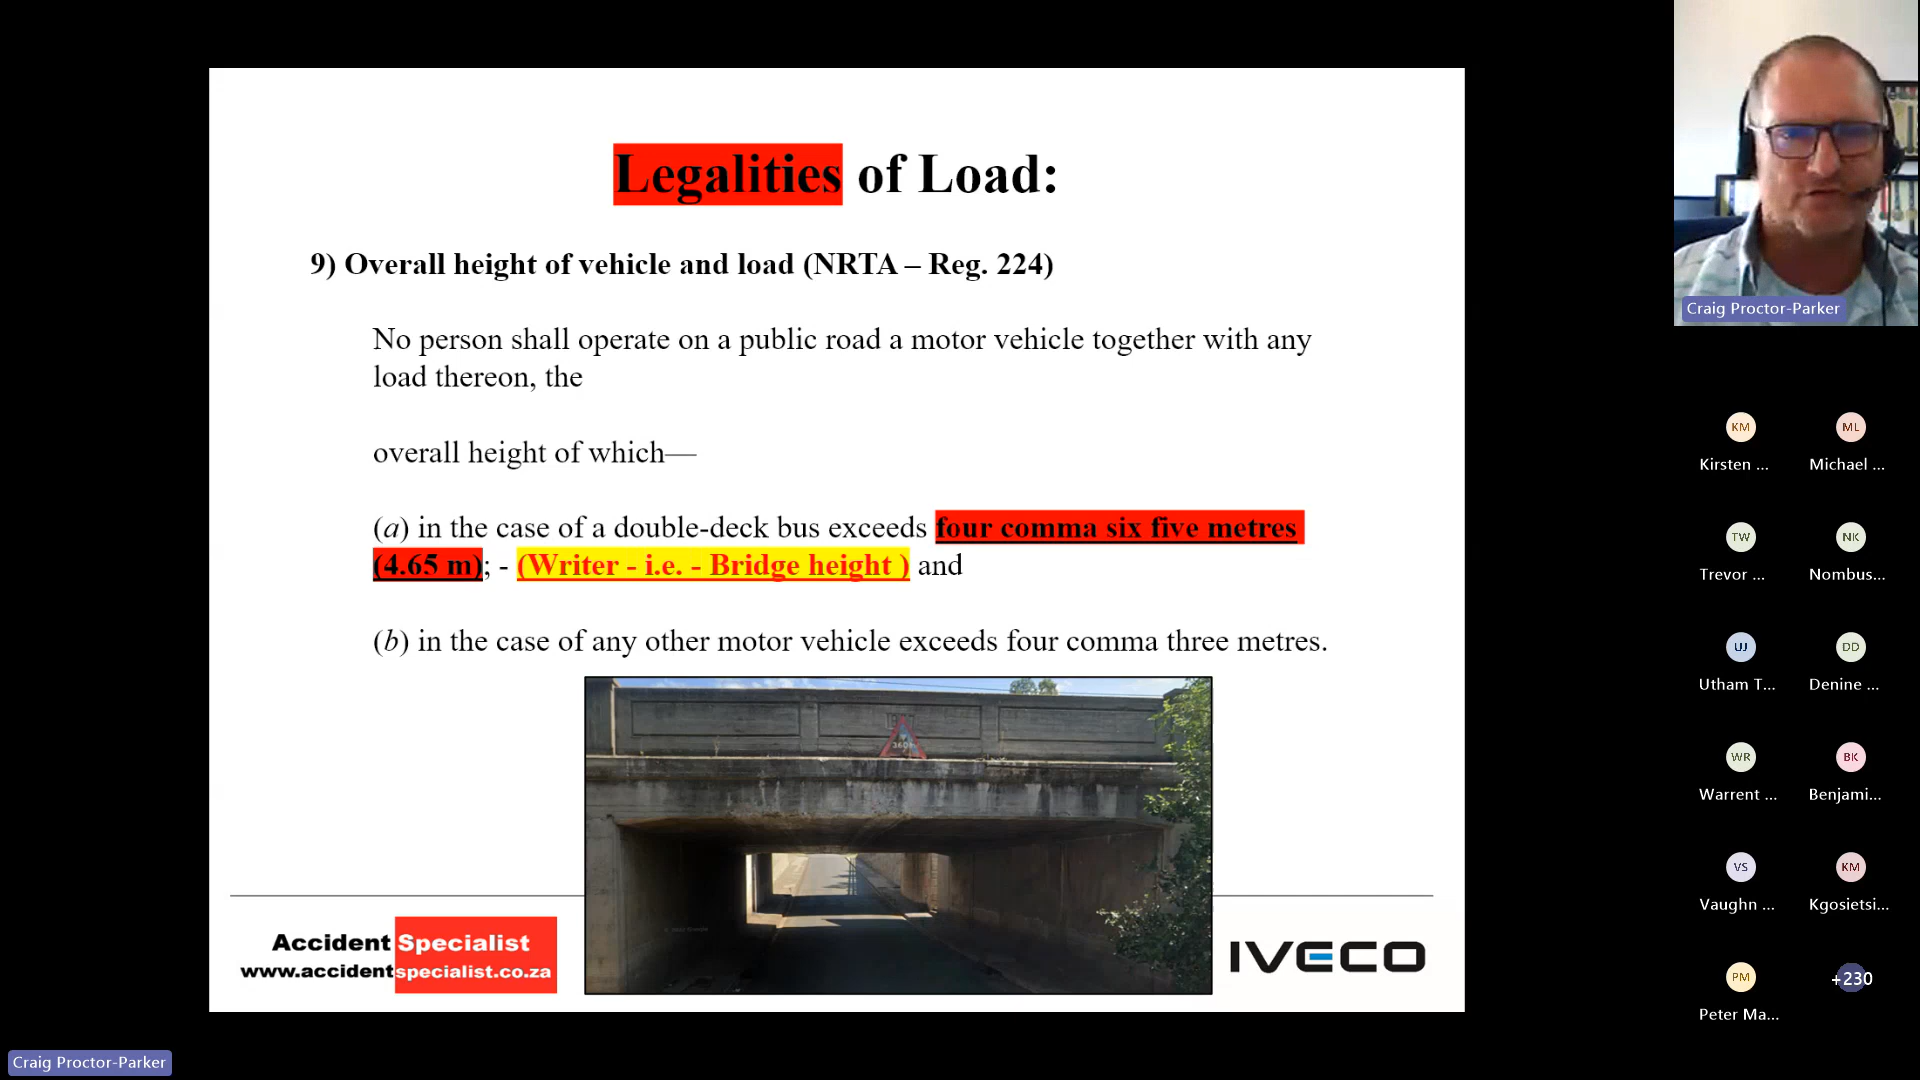 Legalities of Load:
9) Overall height of vehicle and load (NRTA – Reg. 224)
No person shall operate on a public road a motor vehicle together with any
load thereon, the
overall height of which—
(a) in the case of a double-deck bus exceeds four comma six five metres
(4.65 m); - (Writer - i.e. - Bridge height ) and
(b) in the case of any other motor vehicle exceeds four comma three metres.
Accident Specialist
www.accidentspecialist.co.za
IVECO
Craig Proctor-Parker
KM
ML
Kirsten ...
Michael ...
TW
NK
Trevor ...
Nombus...
UJ
DD
Utham T...
Denine ...
WR
BK
Warrent ...
Benjami...
VS
KM
Vaughn ...
Kgosietsi...
PM
+230
Peter Ma...
Craig Proctor-Parker